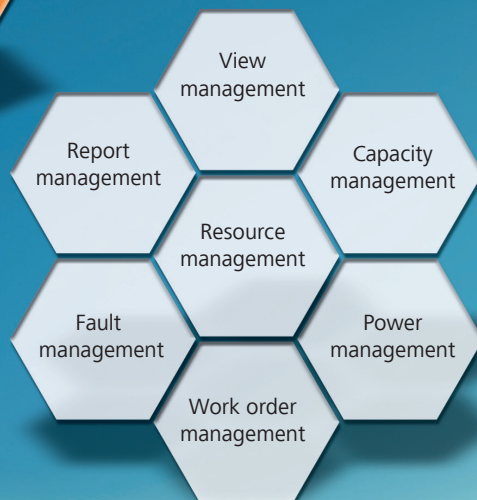 View
management
Report
management
Capacity
management
Resource
management
Fault
management
Power
management
Work order
management